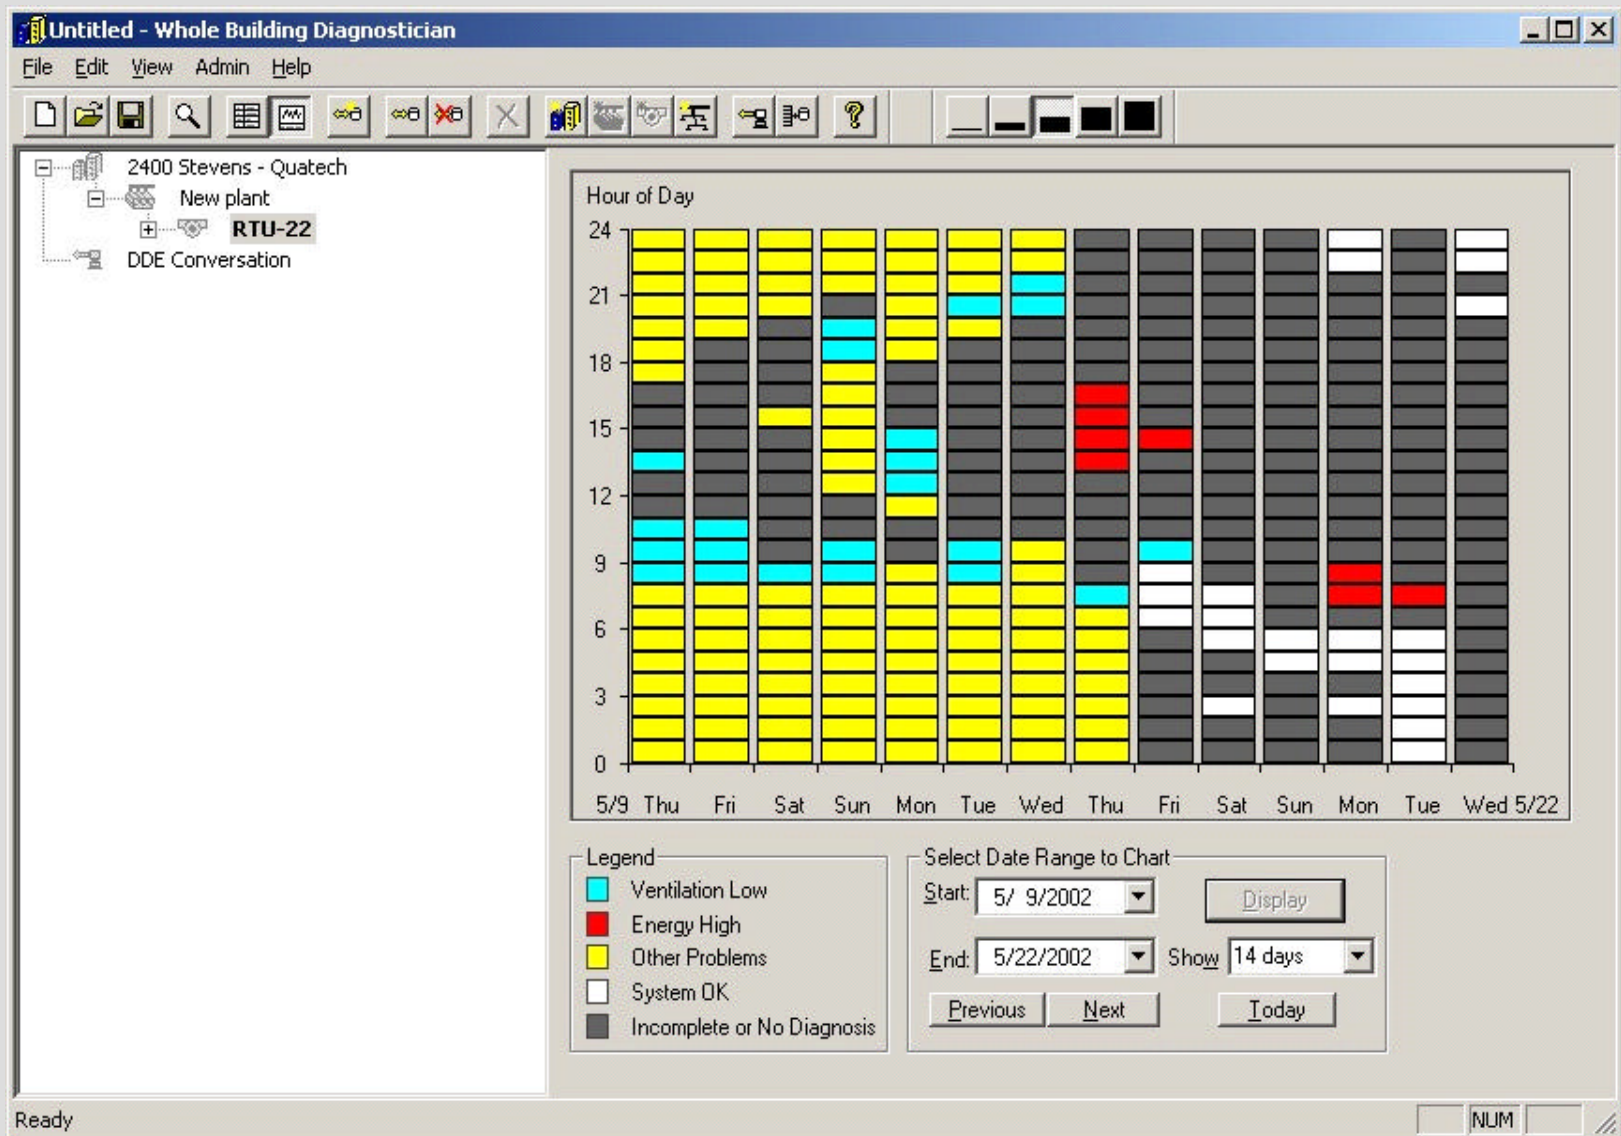 Untitled - Whole Building Diagnostician
File Edit View Admin Help
2400 Stevens - Quatech
New plant
RTU-22
DDE Conversation
Hour of Day
24
21
18
15
12
9
6
3
0
5/9 Thu Fri Sat Sun Mon Tue Wed Thu Fri Sat Sun Mon Tue Wed 5/22
Legend
Ventilation Low
Energy High
Other Problems
System OK
Incomplete or No Diagnosis
Select Date Range to Chart
Start: 5/ 9/2002 Display
End: 5/22/2002 Show 14 days
Previous Next Today
Ready NUM